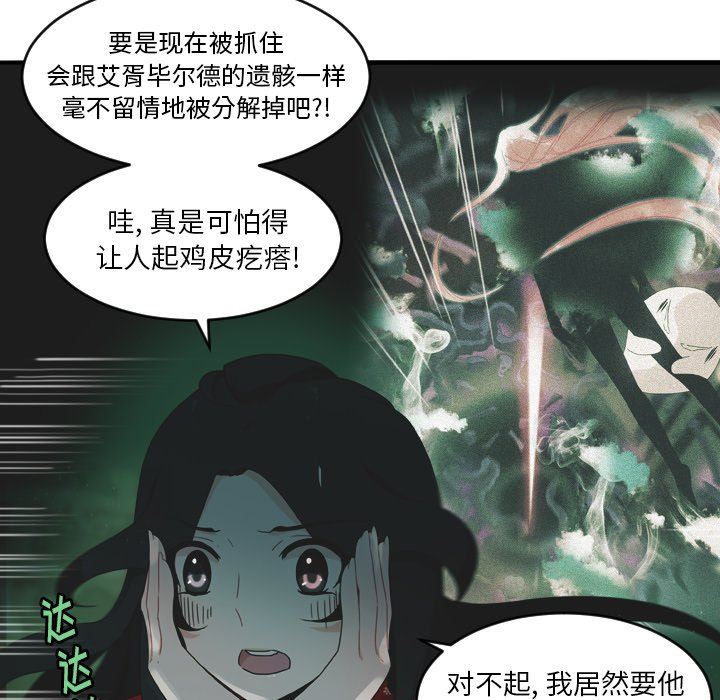 要是现在被抓住
会跟艾胥毕尔德的遗骸一样
毫不留情地被分解掉吧?!
哇, 真是可怕得
让人起鸡皮疙瘩!
达
达
对不起, 我居然要他